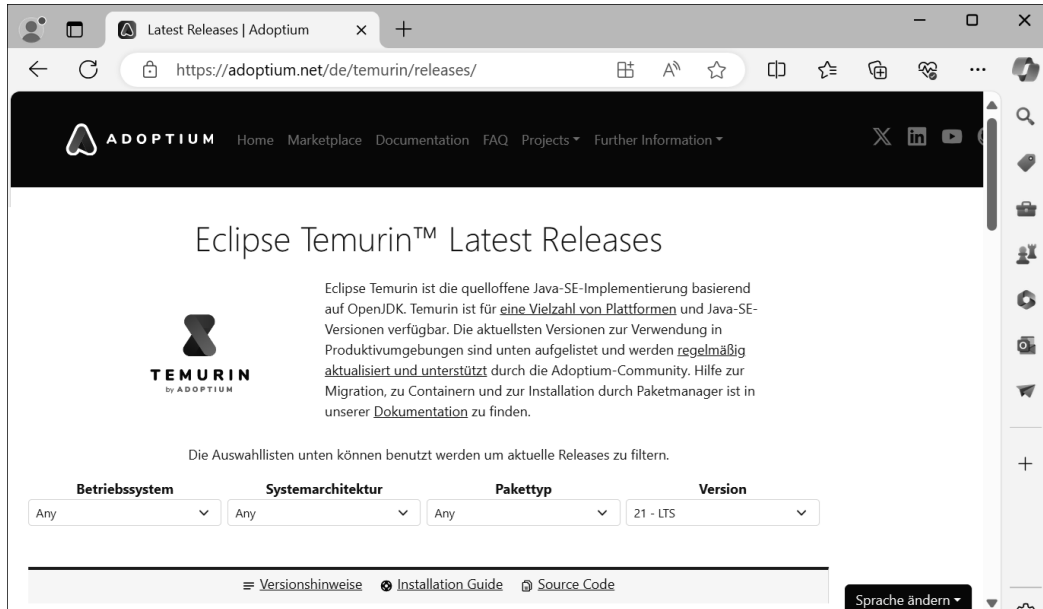 Latest Releases | Adoptium
https://adoptium.net/de/temurin/releases/
ADOPTIUM Home Marketplace Documentation FAQ Projects Further Information
Eclipse Temurin™ Latest Releases
Eclipse Temurin ist die quelloffene Java-SE-Implementierung basierend
auf OpenJDK. Temurin ist für eine Vielzahl von Plattformen und Java-SE-
Versionen verfügbar. Die aktuellsten Versionen zur Verwendung in
Produktivumgebungen sind unten aufgelistet und werden regelmäßig
aktualisiert und unterstützt durch die Adoptium-Community. Hilfe zur
Migration, zu Containern und zur Installation durch Paketmanager ist in
unserer Dokumentation zu finden.
TEMURIN
by ADOPTIUM
Die Auswahllisten unten können benutzt werden um aktuelle Releases zu filtern.
Betriebssystem Systemarchitektur Pakettyp Version
Any Any Any 21 - LTS
Versionshinweise Installation Guide Source Code
Sprache ändern